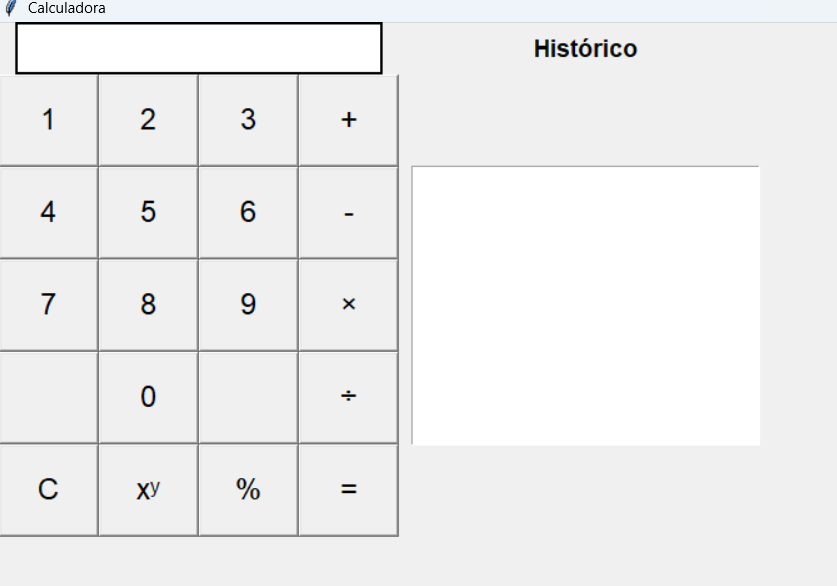 Calculadora
Histórico
1 2 3 +
4 5 6 -
7 8 9 ×
0 ÷
C xʸ % =